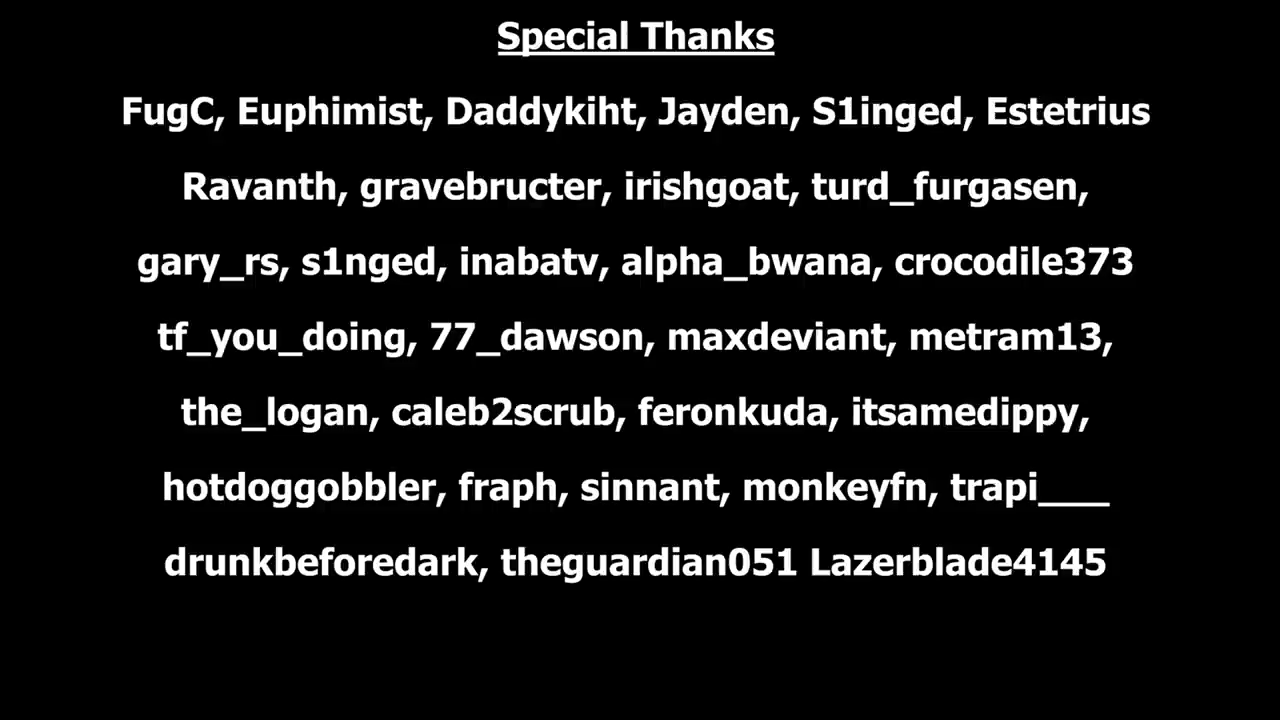 Special Thanks
FugC, Euphimist, Daddykiht, Jayden, S1inged, Estetrius
Ravanth, gravebructer, irishgoat, turd_furgasen,
gary_rs, s1nged, inabatv, alpha_bwana, crocodile373
tf_you_doing, 77_dawson, maxdeviant, metram13,
the_logan, caleb2scrub, feronkuda, itsamedippy,
hotdoggobbler, fraph, sinnant, monkeyfn, trapi___
drunkbeforedark, theguardian051 Lazerblade4145